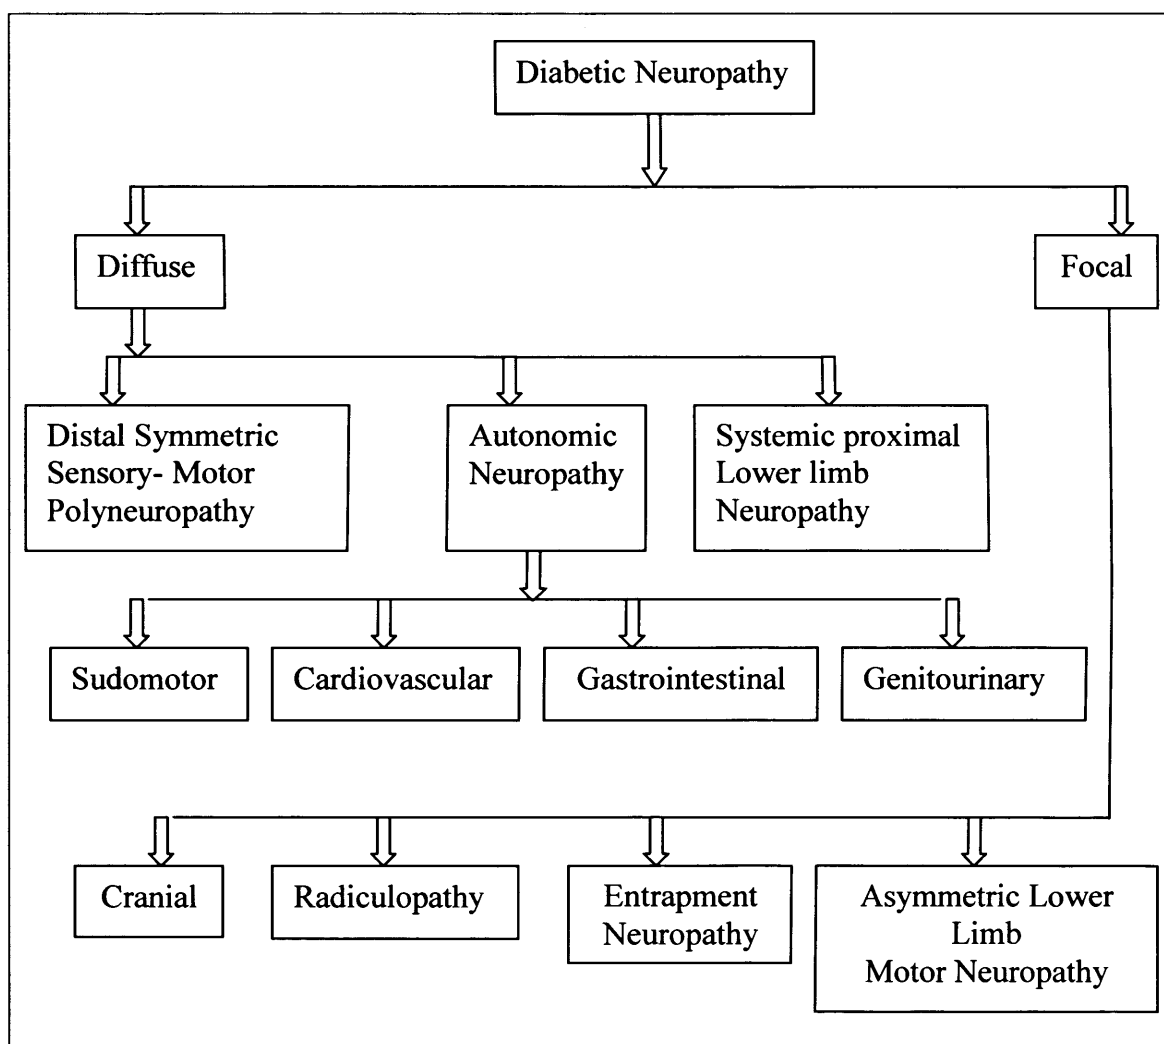 Diabetic Neuropathy
Diffuse
Focal
Distal Symmetric
Sensory- Motor
Polyneuropathy
Autonomic
Neuropathy
Systemic proximal
Lower limb
Neuropathy
Sudomotor
Cardiovascular
Gastrointestinal
Genitourinary
Cranial
Radiculopathy
Entrapment
Neuropathy
Asymmetric Lower
Limb
Motor Neuropathy